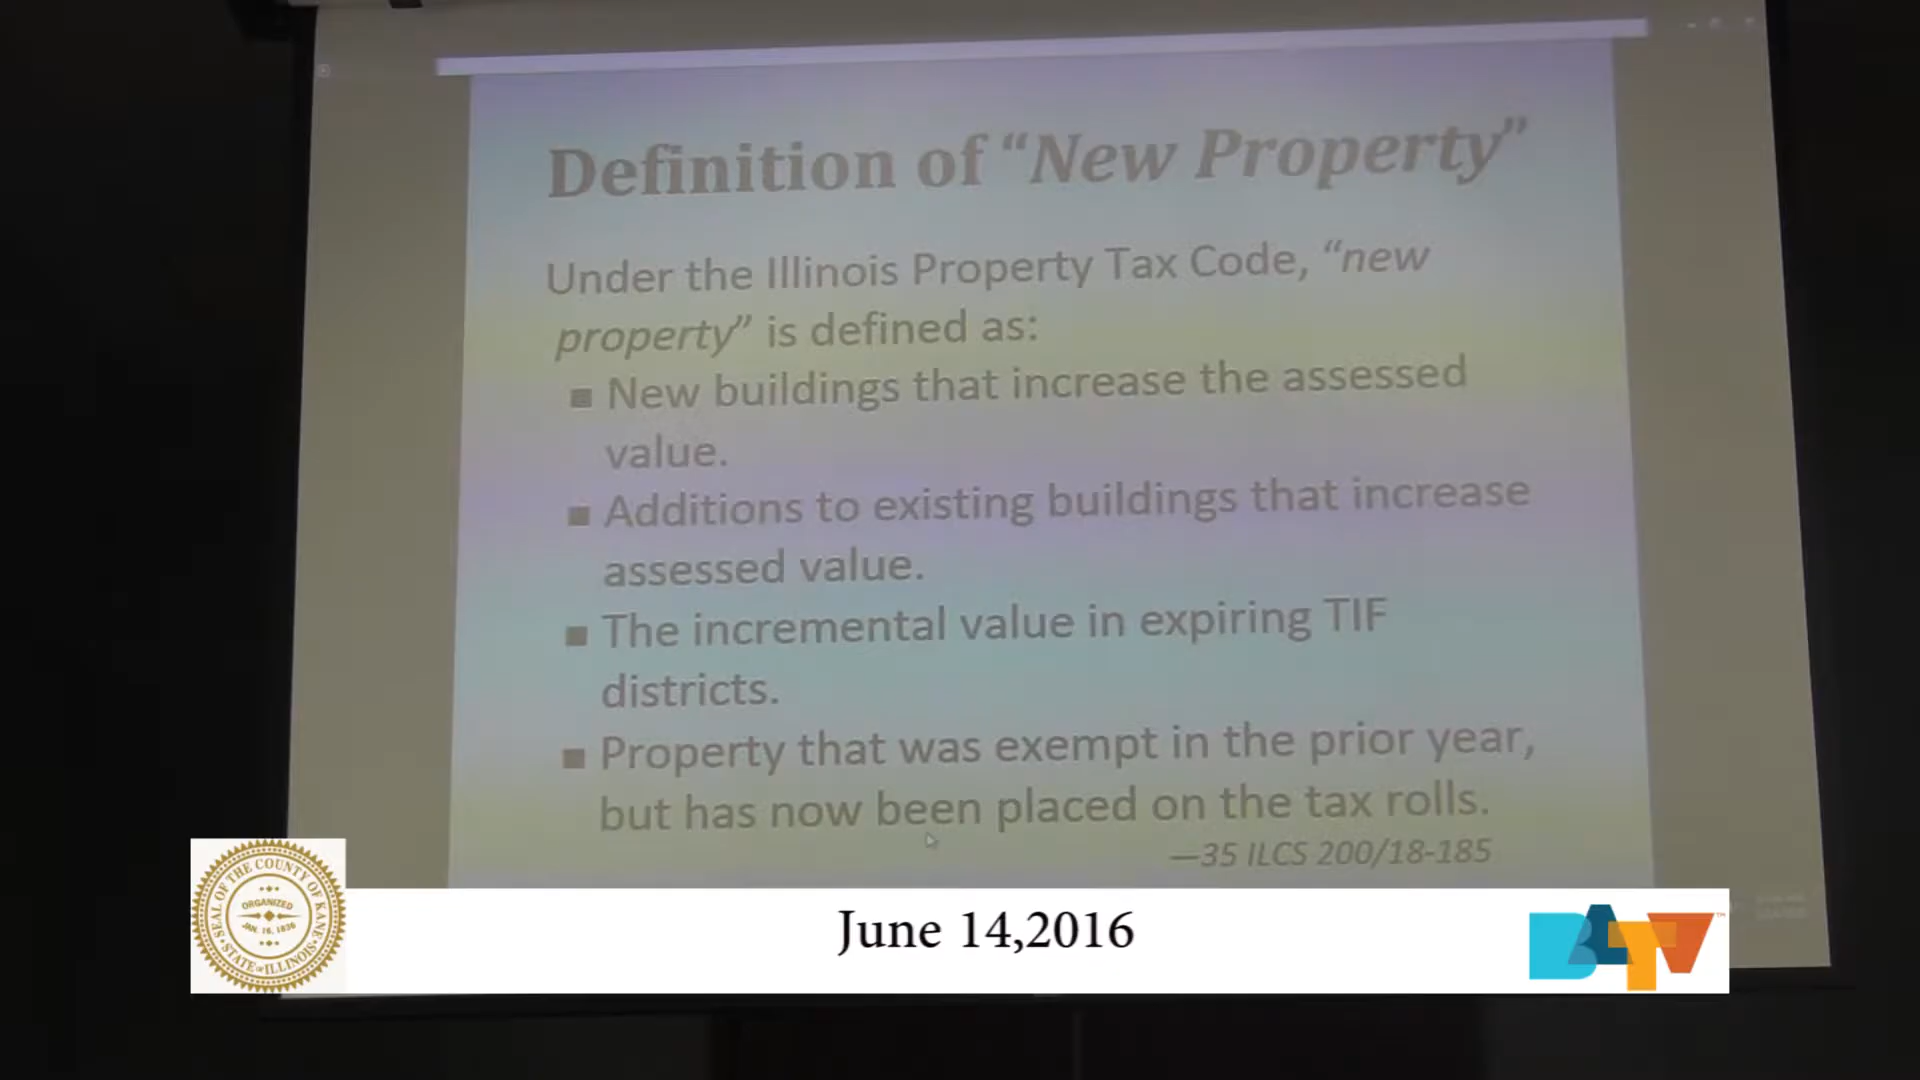 Definition of “New Property”
Under the Illinois Property Tax Code, “new
property” is defined as:
▪ New buildings that increase the assessed
value.
▪ Additions to existing buildings that increase
assessed value.
▪ The incremental value in expiring TIF
districts.
▪ Property that was exempt in the prior year,
but has now been placed on the tax rolls.
—35 ILCS 200/18-185
SEAL OF THE COUNTY OF KANE
STATE OF ILLINOIS
ORGANIZED
JAN. 16, 1836
June 14,2016
BATV